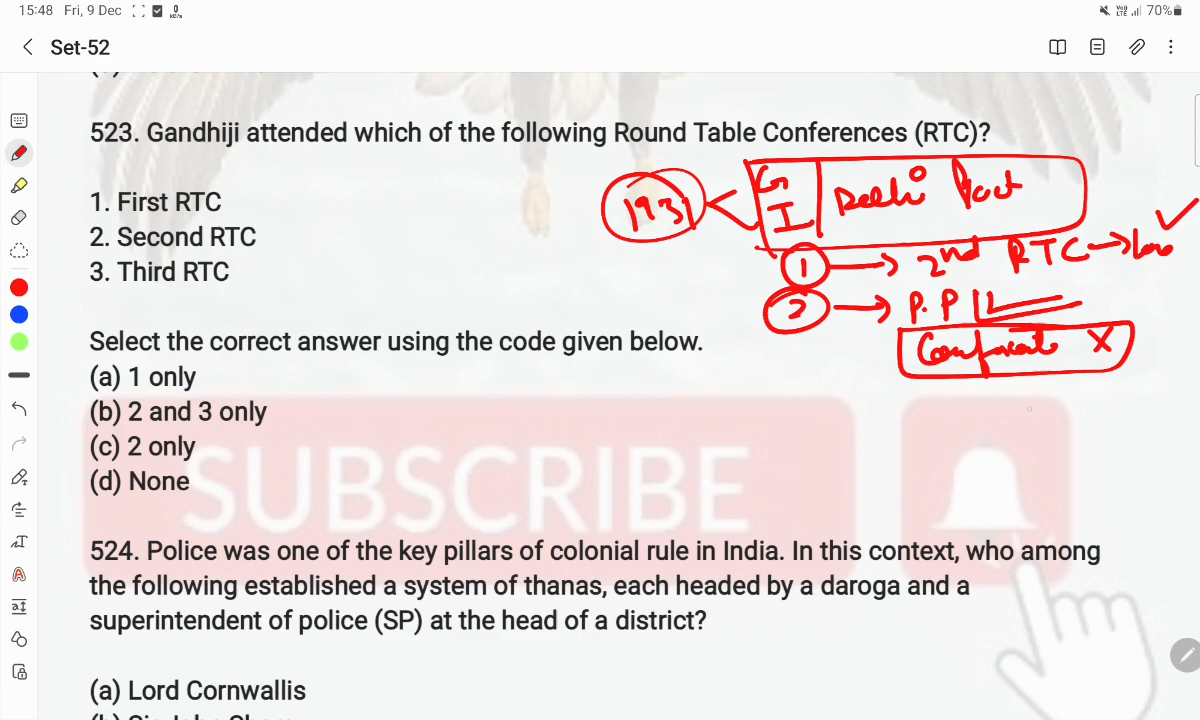 15:48 Fri, 9 Dec 70%
Set-52
523. Gandhiji attended which of the following Round Table Conferences (RTC)?
1931 G I Delhi Pact
1. First RTC
2. Second RTC
1 → 2nd RTC →
3. Third RTC
2 → P.P
X
Select the correct answer using the code given below.
(a) 1 only
(b) 2 and 3 only
(c) 2 only
(d) None
SUBSCRIBE
524. Police was one of the key pillars of colonial rule in India. In this context, who among
the following established a system of thanas, each headed by a daroga and a
superintendent of police (SP) at the head of a district?
(a) Lord Cornwallis